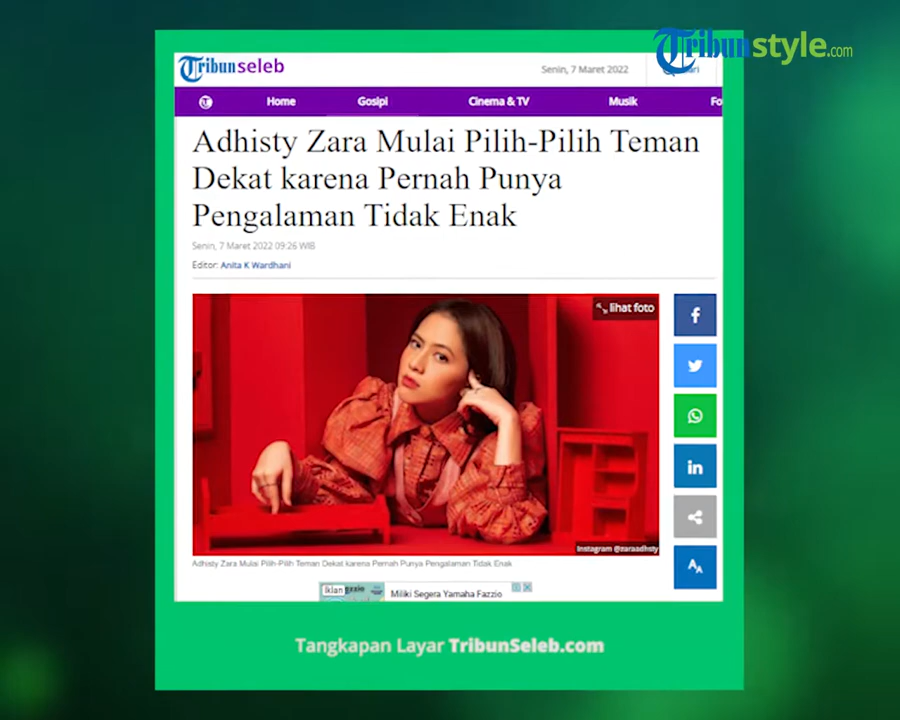 Tribunstyle.com
Tribunseleb
Senin, 7 Maret 2022
Home Gosipi Cinema & TV Musik
Adhisty Zara Mulai Pilih-Pilih Teman
Dekat karena Pernah Punya
Pengalaman Tidak Enak
Senin, 7 Maret 2022 09:26 WIB
Editor: Anita K Wardhani
lihat foto
Instagram @zaraadhsty
Adhisty Zara Mulai Pilih-Pilih Teman Dekat karena Pernah Punya Pengalaman Tidak Enak
Iklan
Miliki Segera Yamaha Fazzio
Tangkapan Layar TribunSeleb.com